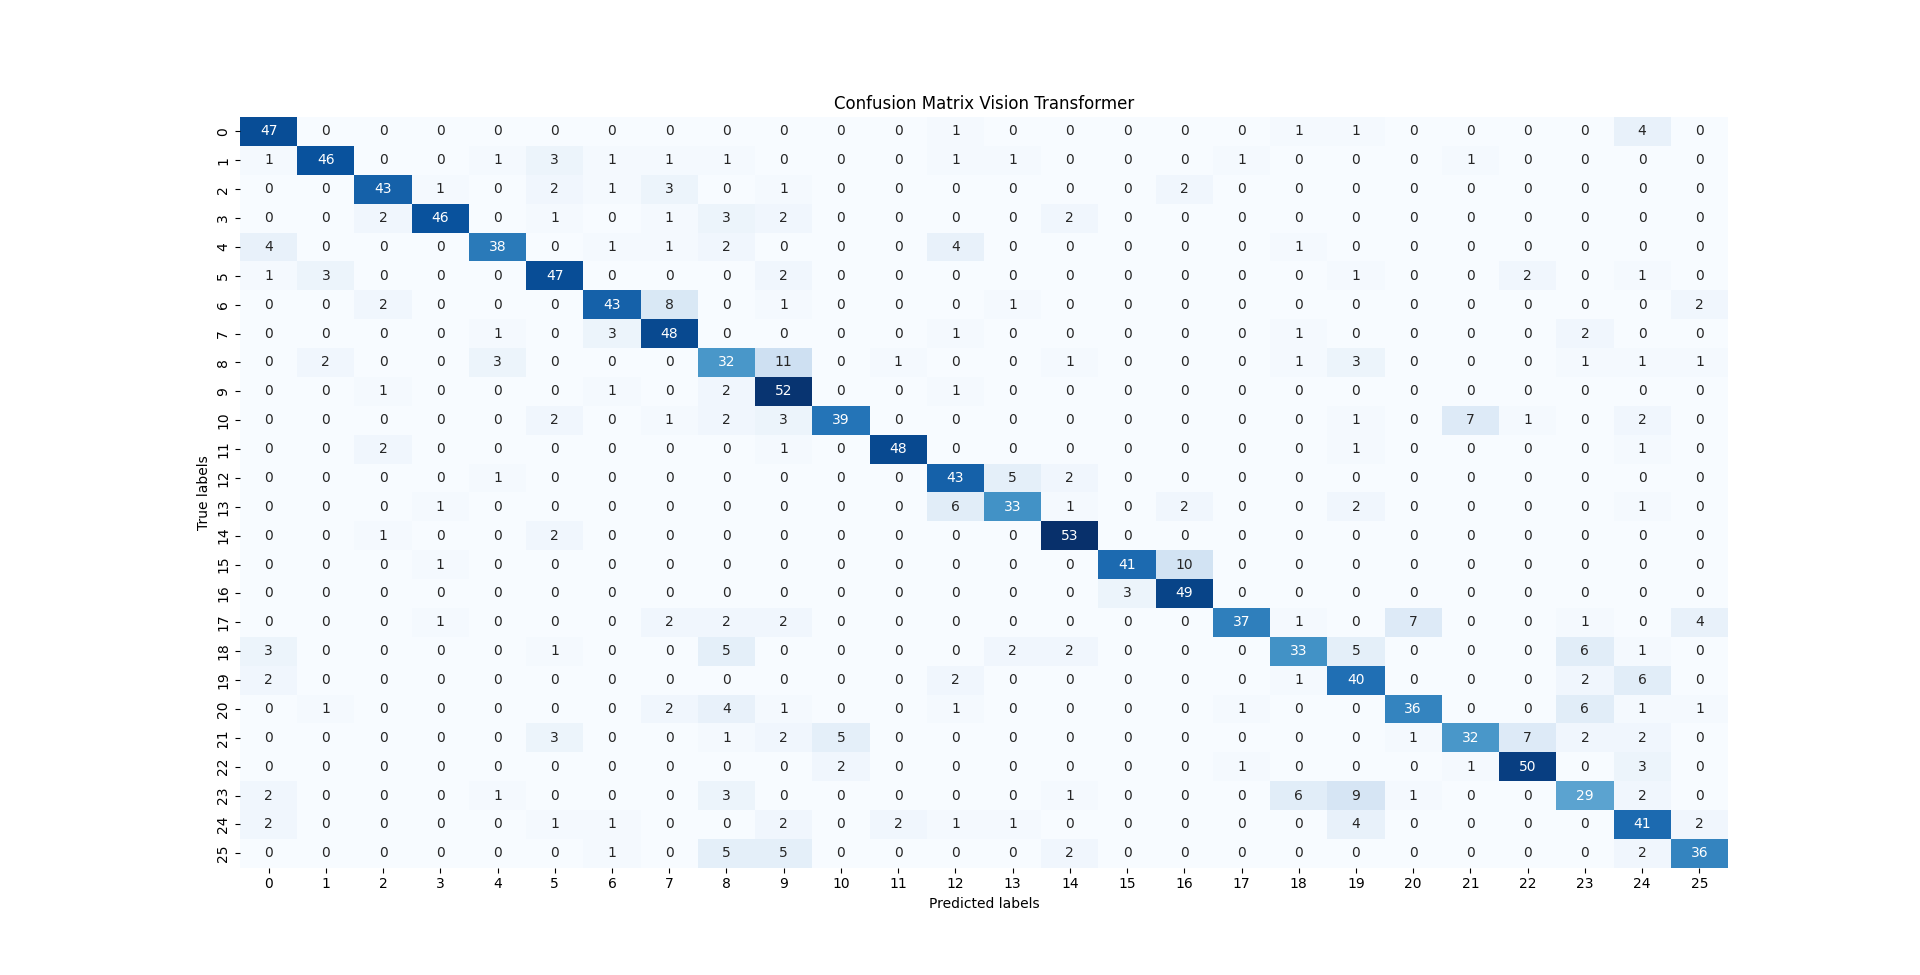 Confusion Matrix Vision Transformer
True labels
0 47 0 0 0 0 0 0 0 0 0 0 0 1 0 0 0 0 0 1 1 0 0 0 0 4 0
1 1 46 0 0 1 3 1 1 1 0 0 0 1 1 0 0 0 1 0 0 0 1 0 0 0 0
2 0 0 43 1 0 2 1 3 0 1 0 0 0 0 0 0 2 0 0 0 0 0 0 0 0 0
3 0 0 2 46 0 1 0 1 3 2 0 0 0 0 2 0 0 0 0 0 0 0 0 0 0 0
4 4 0 0 0 38 0 1 1 2 0 0 0 4 0 0 0 0 0 1 0 0 0 0 0 0 0
5 1 3 0 0 0 47 0 0 0 2 0 0 0 0 0 0 0 0 0 1 0 0 2 0 1 0
6 0 0 2 0 0 0 43 8 0 1 0 0 0 1 0 0 0 0 0 0 0 0 0 0 0 2
7 0 0 0 0 1 0 3 48 0 0 0 0 1 0 0 0 0 0 1 0 0 0 0 2 0 0
8 0 2 0 0 3 0 0 0 32 11 0 1 0 0 1 0 0 0 1 3 0 0 0 1 1 1
9 0 0 1 0 0 0 1 0 2 52 0 0 1 0 0 0 0 0 0 0 0 0 0 0 0 0
10 0 0 0 0 0 2 0 1 2 3 39 0 0 0 0 0 0 0 0 1 0 7 1 0 2 0
11 0 0 2 0 0 0 0 0 0 1 0 48 0 0 0 0 0 0 0 1 0 0 0 0 1 0
12 0 0 0 0 1 0 0 0 0 0 0 0 43 5 2 0 0 0 0 0 0 0 0 0 0 0
13 0 0 0 1 0 0 0 0 0 0 0 0 6 33 1 0 2 0 0 2 0 0 0 0 1 0
14 0 0 1 0 0 2 0 0 0 0 0 0 0 0 53 0 0 0 0 0 0 0 0 0 0 0
15 0 0 0 1 0 0 0 0 0 0 0 0 0 0 0 41 10 0 0 0 0 0 0 0 0 0
16 0 0 0 0 0 0 0 0 0 0 0 0 0 0 0 3 49 0 0 0 0 0 0 0 0 0
17 0 0 0 1 0 0 0 2 2 2 0 0 0 0 0 0 0 37 1 0 7 0 0 1 0 4
18 3 0 0 0 0 1 0 0 5 0 0 0 0 2 2 0 0 0 33 5 0 0 0 6 1 0
19 2 0 0 0 0 0 0 0 0 0 0 0 2 0 0 0 0 0 1 40 0 0 0 2 6 0
20 0 1 0 0 0 0 0 2 4 1 0 0 1 0 0 0 0 1 0 0 36 0 0 6 1 1
21 0 0 0 0 0 3 0 0 1 2 5 0 0 0 0 0 0 0 0 0 1 32 7 2 2 0
22 0 0 0 0 0 0 0 0 0 0 2 0 0 0 0 0 0 1 0 0 0 1 50 0 3 0
23 2 0 0 0 1 0 0 0 3 0 0 0 0 0 1 0 0 0 6 9 1 0 0 29 2 0
24 2 0 0 0 0 1 1 0 0 2 0 2 1 1 0 0 0 0 0 4 0 0 0 0 41 2
25 0 0 0 0 0 0 1 0 5 5 0 0 0 0 2 0 0 0 0 0 0 0 0 0 2 36
0 1 2 3 4 5 6 7 8 9 10 11 12 13 14 15 16 17 18 19 20 21 22 23 24 25
Predicted labels